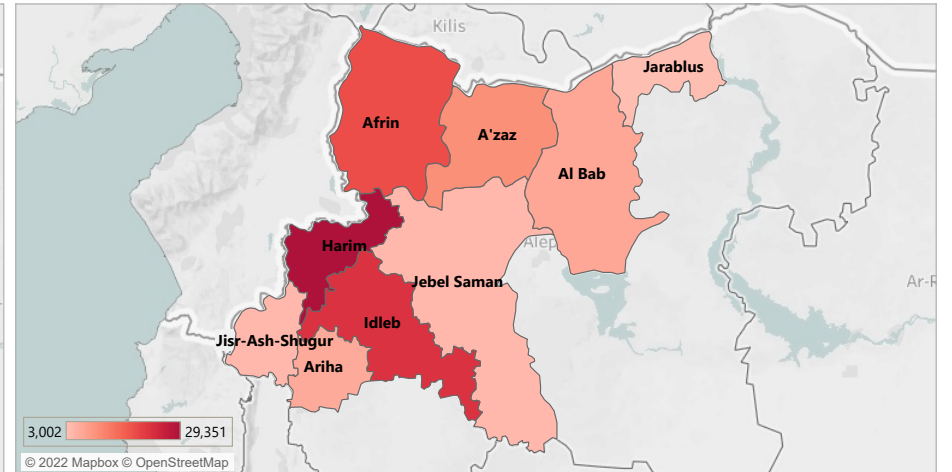 Kilis
Jarablus
Afrin
A'zaz
Al Bab
Harim
Alep
Ar-R
Jebel Saman
Idleb
Jisr-Ash-Shugur
Ariha
3,002
29,351
© 2022 Mapbox © OpenStreetMap